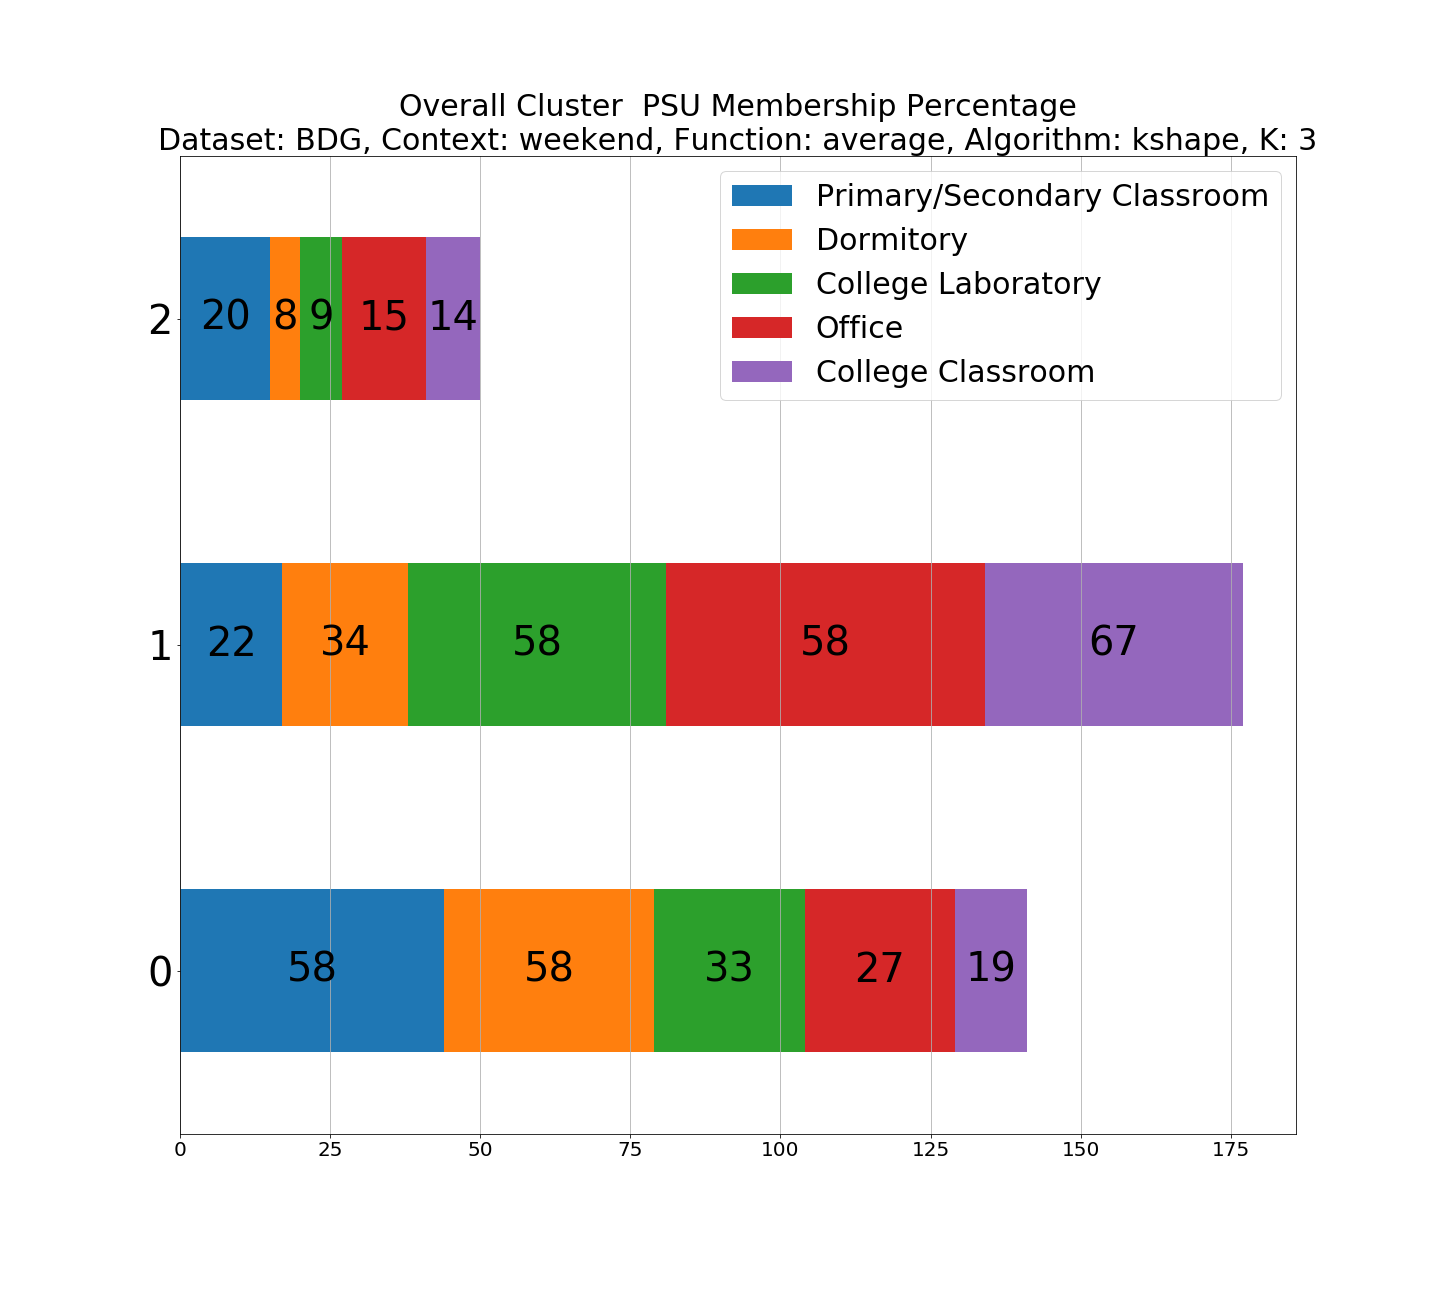 Overall Cluster  PSU Membership Percentage
Dataset: BDG, Context: weekend, Function: average, Algorithm: kshape, K: 3
Primary/Secondary Classroom
Dormitory
College Laboratory
Office
College Classroom
2
20 8 9 15 14
1
22 34 58 58 67
0
58 58 33 27 19
0 25 50 75 100 125 150 175